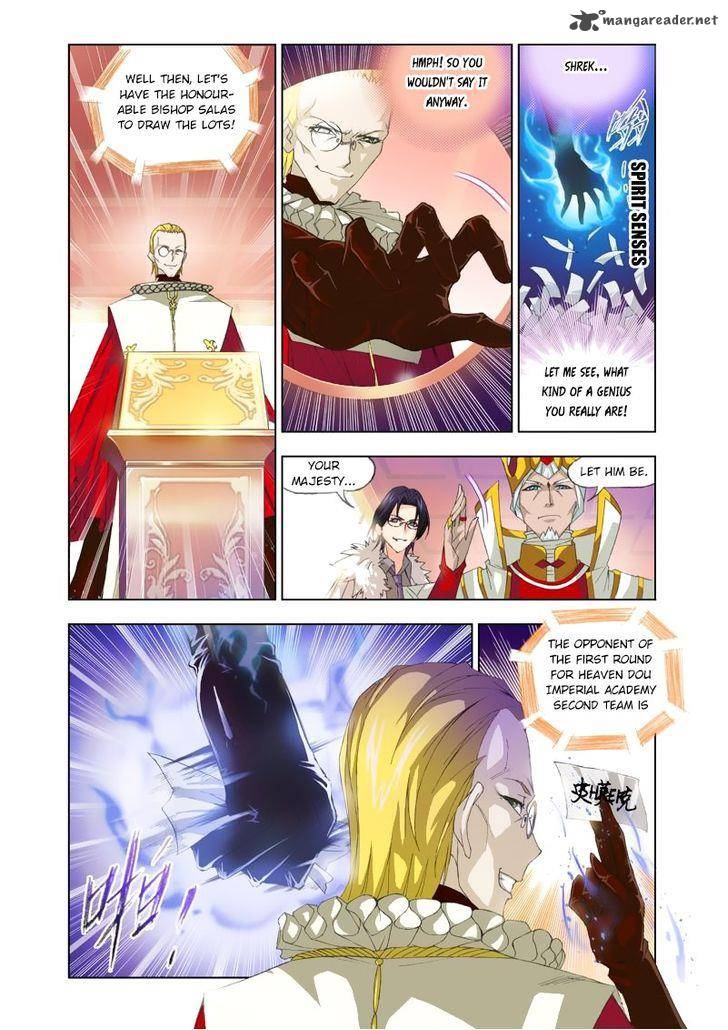 mangareader.net
WELL THEN, LET'S
HAVE THE HONOUR-
ABLE BISHOP SALAS
TO DRAW THE LOTS!
HMPH! SO YOU
WOULDN'T SAY IT
ANYWAY.
SHREK...
SPIRIT SENSES
LET ME SEE, WHAT
KIND OF A GENIUS
YOU REALLY ARE!
YOUR
MAJESTY...
LET HIM BE.
THE OPPONENT OF
THE FIRST ROUND
FOR HEAVEN DOU
IMPERIAL ACADEMY
SECOND TEAM IS